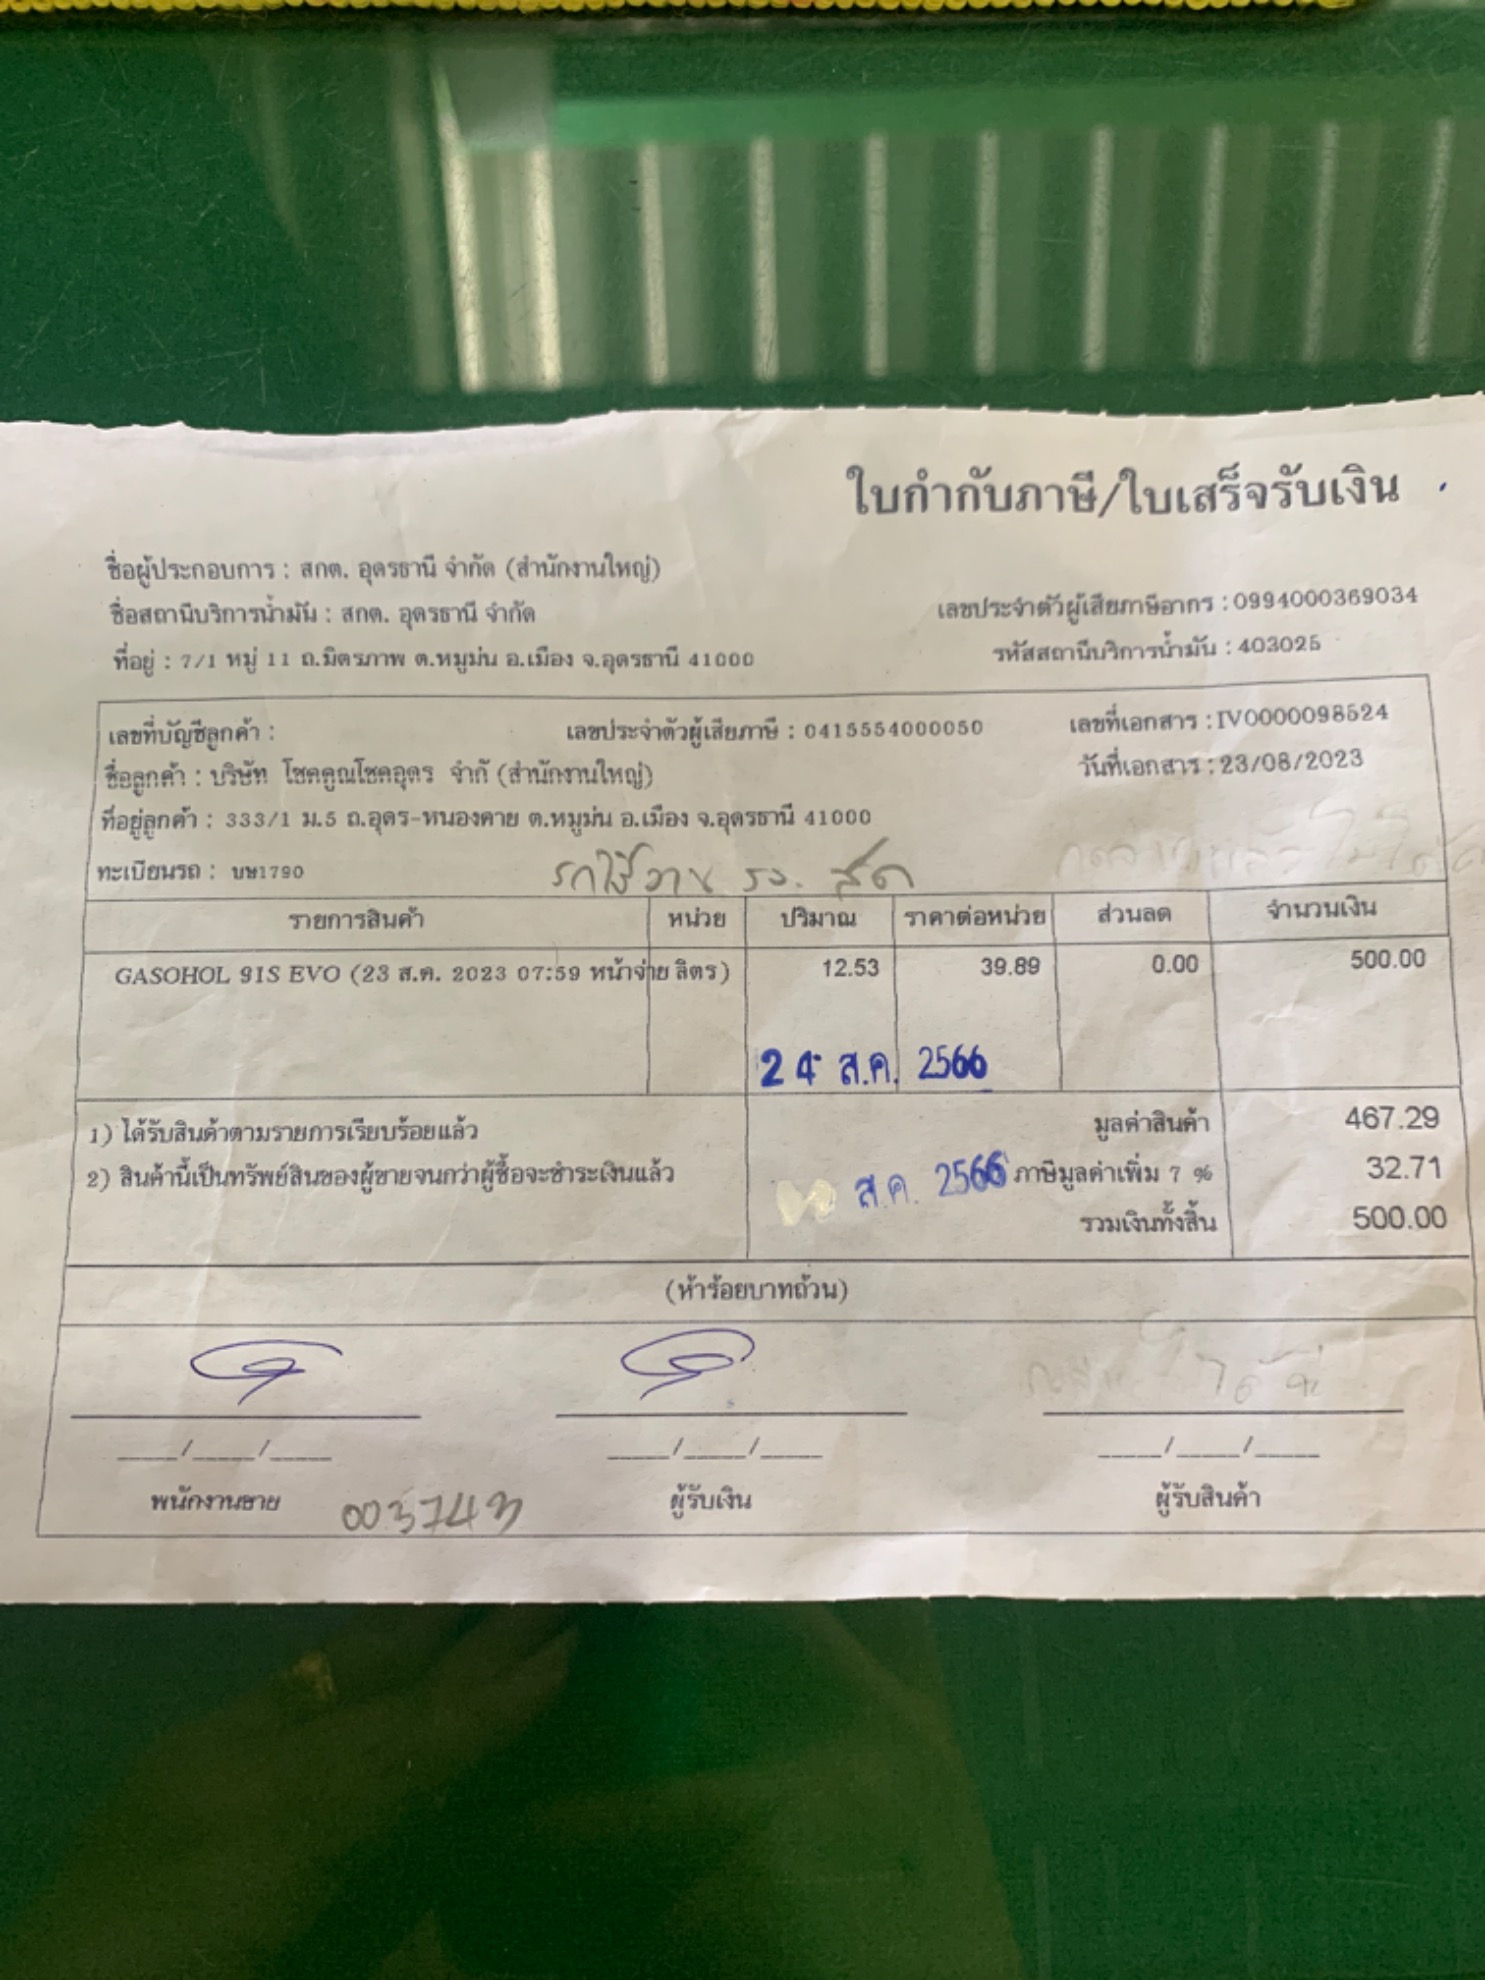 ใบกำกับภาษี/ใบเสร็จรับเงิน
ชื่อผู้ประกอบการ : สกต. อุดรธานี จำกัด (สำนักงานใหญ่)
ชื่อสถานีบริการน้ำมัน : สกต. อุดรธานี จำกัด
เลขประจำตัวผู้เสียภาษีอากร : 0994000369034
ที่อยู่ : 7/1 หมู่ 11 ถ.มิตรภาพ ต.หมูม่น อ.เมือง จ.อุดรธานี 41000
รหัสสถานีบริการน้ำมัน : 403025
เลขที่บัญชีลูกค้า : เลขประจำตัวผู้เสียภาษี : 0415554000050 เลขที่เอกสาร : IV0000098524
ชื่อลูกค้า : บริษัท โชคคูณโชคอุดร จำกั (สำนักงานใหญ่) วันที่เอกสาร : 23/08/2023
ที่อยู่ลูกค้า : 333/1 ม.5 ถ.อุดร-หนองคาย ต.หมูม่น อ.เมือง จ.อุดรธานี 41000
ทะเบียนรถ : บษ1790 รถใช้งาน
รายการสินค้า หน่วย ปริมาณ ราคาต่อหน่วย ส่วนลด จำนวนเงิน
GASOHOL 91S EVO (23 ส.ค. 2023 07:59 หน้าจ่าย ลิตร) 12.53 39.89 0.00 500.00
24 ส.ค. 2566
1) ได้รับสินค้าตามรายการเรียบร้อยแล้ว มูลค่าสินค้า 467.29
2) สินค้านี้เป็นทรัพย์สินของผู้ขายจนกว่าผู้ซื้อจะชำระเงินแล้ว ส.ค. 2566 ภาษีมูลค่าเพิ่ม 7 % 32.71
รวมเงินทั้งสิ้น 500.00
(ห้าร้อยบาทถ้วน)
____/____/____ ____/____/____ ____/____/____
พนักงานขาย 003743 ผู้รับเงิน ผู้รับสินค้า